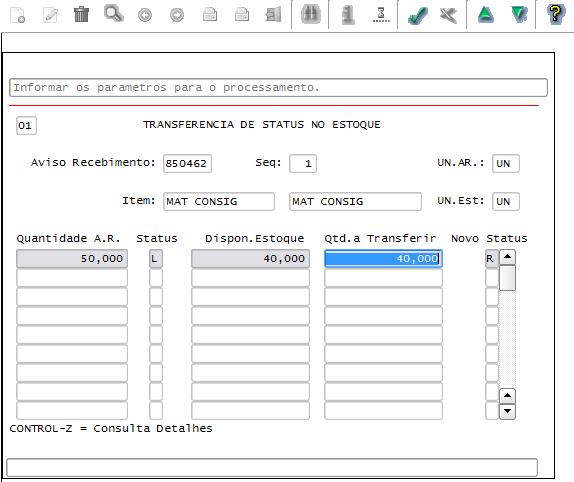 Informar os parametros para o processamento.
01 TRANSFERENCIA DE STATUS NO ESTOQUE
Aviso Recebimento: 850462 Seq: 1 UN.AR.: UN
Item: MAT CONSIG MAT CONSIG UN.Est: UN
Quantidade A.R. Status Dispon.Estoque Qtd.a Transferir Novo Status
50,000 L 40,000 40,000 R
CONTROL-Z = Consulta Detalhes